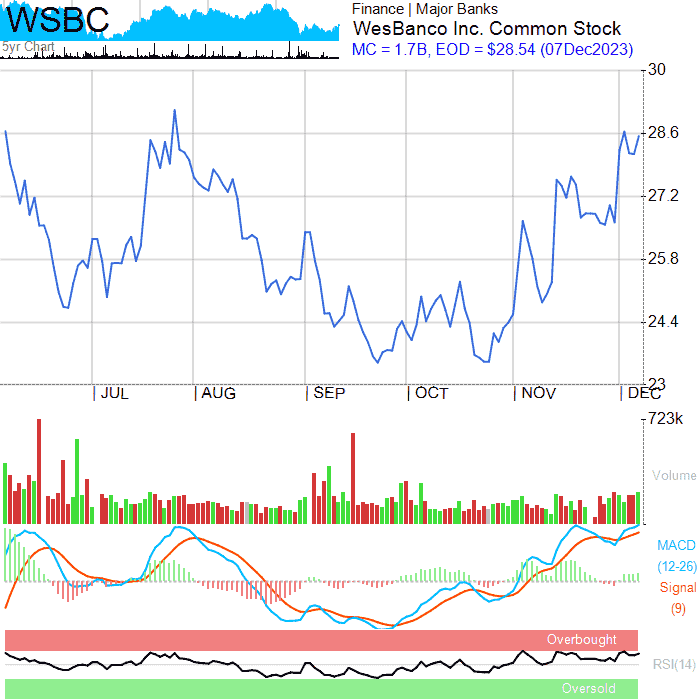 WSBC
5yr Chart
Finance | Major Banks
WesBanco Inc. Common Stock
MC = 1.7B, EOD = $28.54 (07Dec2023)
30
28.6
27.2
25.8
24.4
23
JUL
AUG
SEP
OCT
NOV
DEC
723k
Volume
MACD
(12-26)
Signal
(9)
Overbought
RSI(14)
Oversold